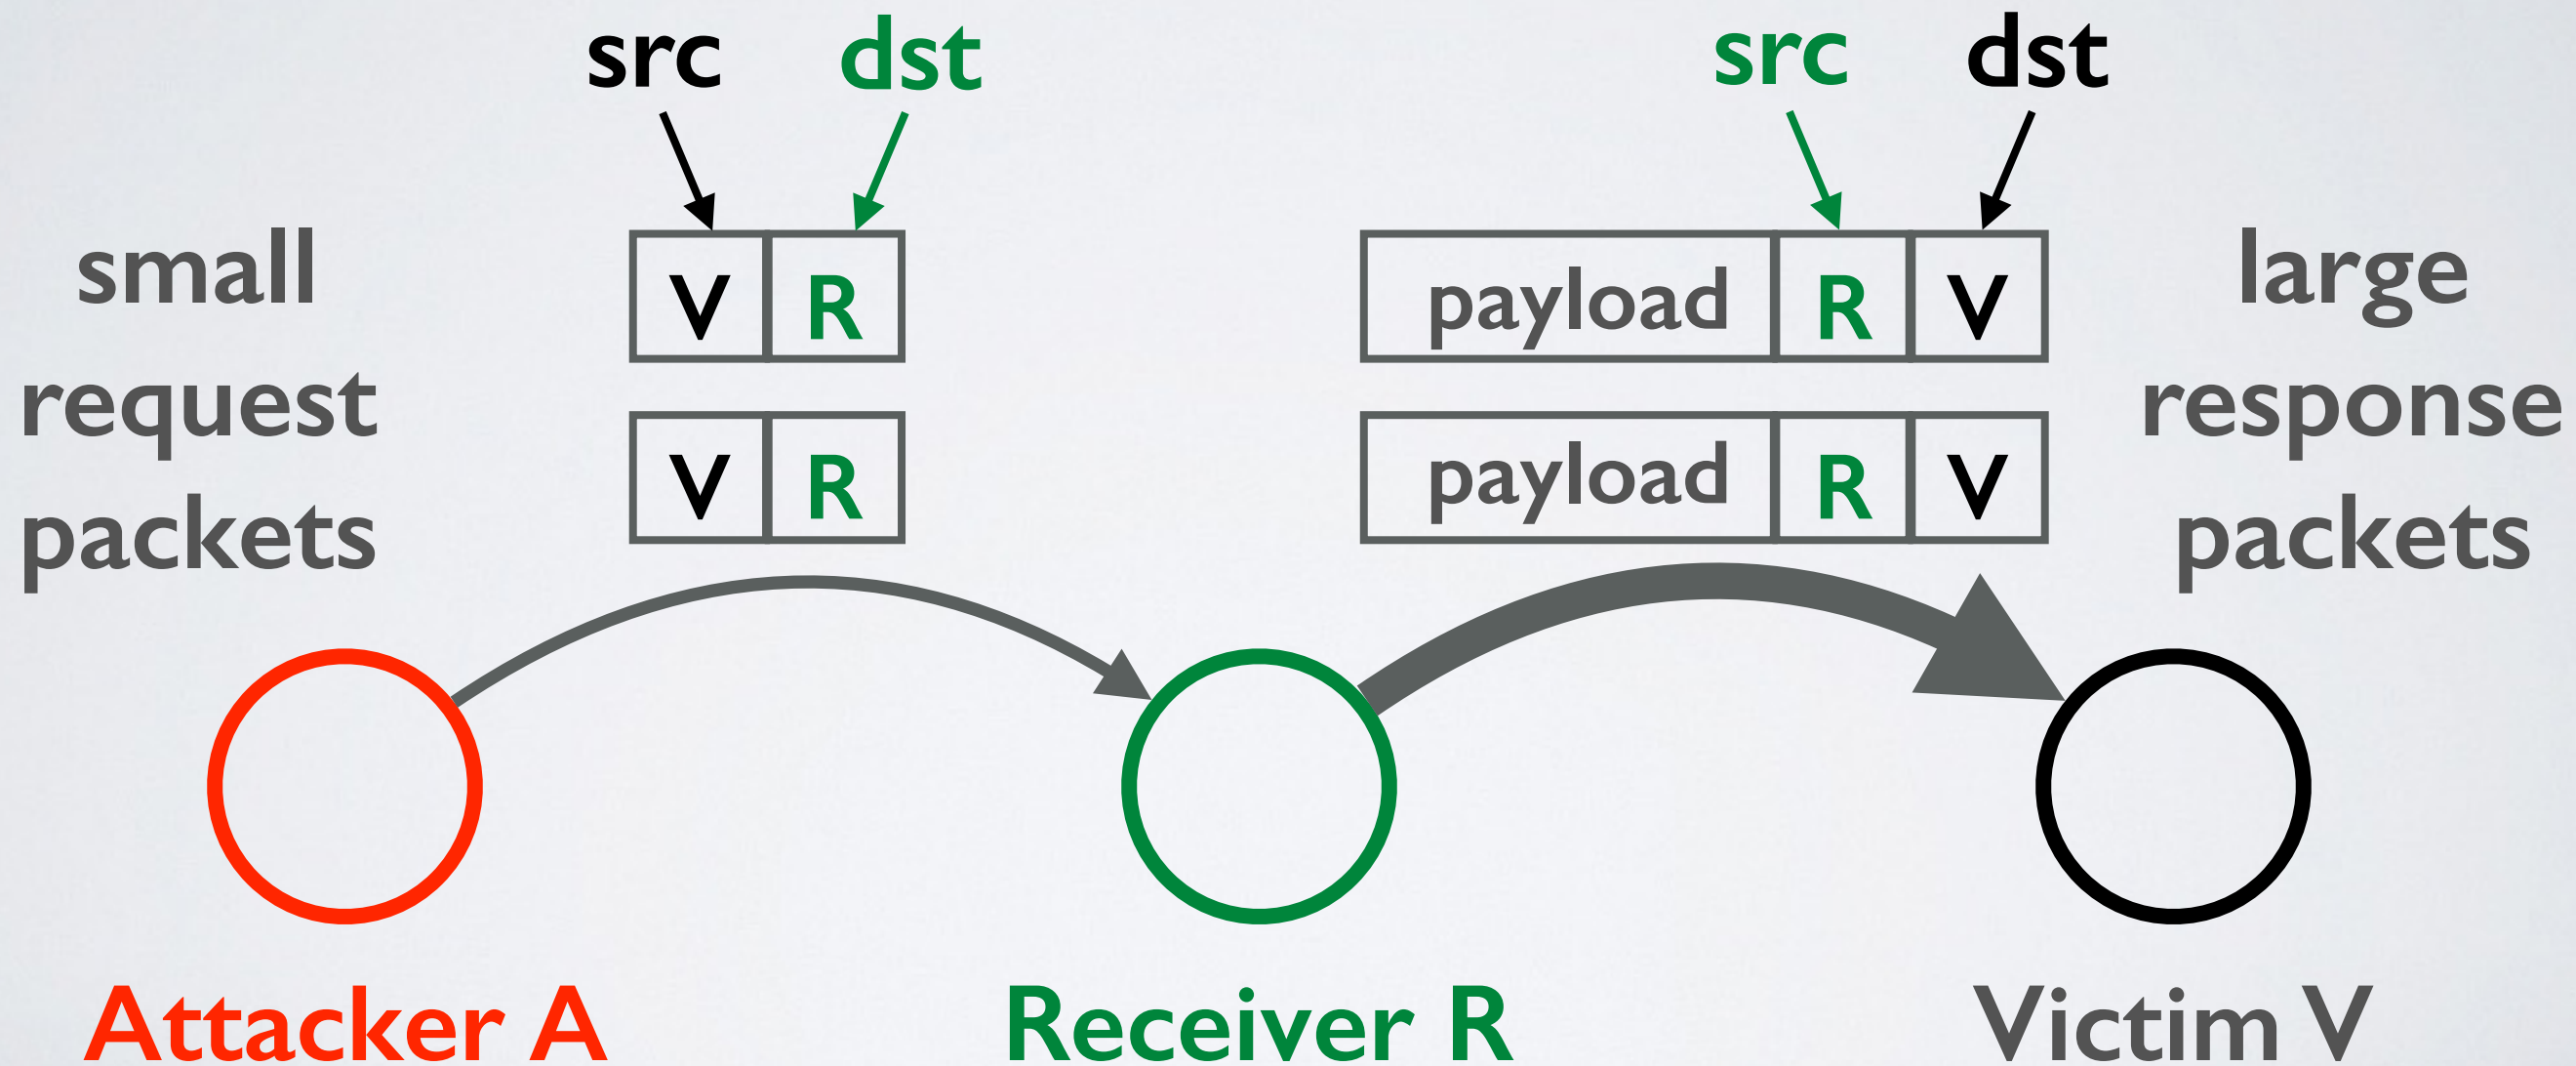 src dst
src dst
small
request
packets
V R
V R
payload R V
payload R V
large
response
packets
Attacker A
Receiver R
Victim V